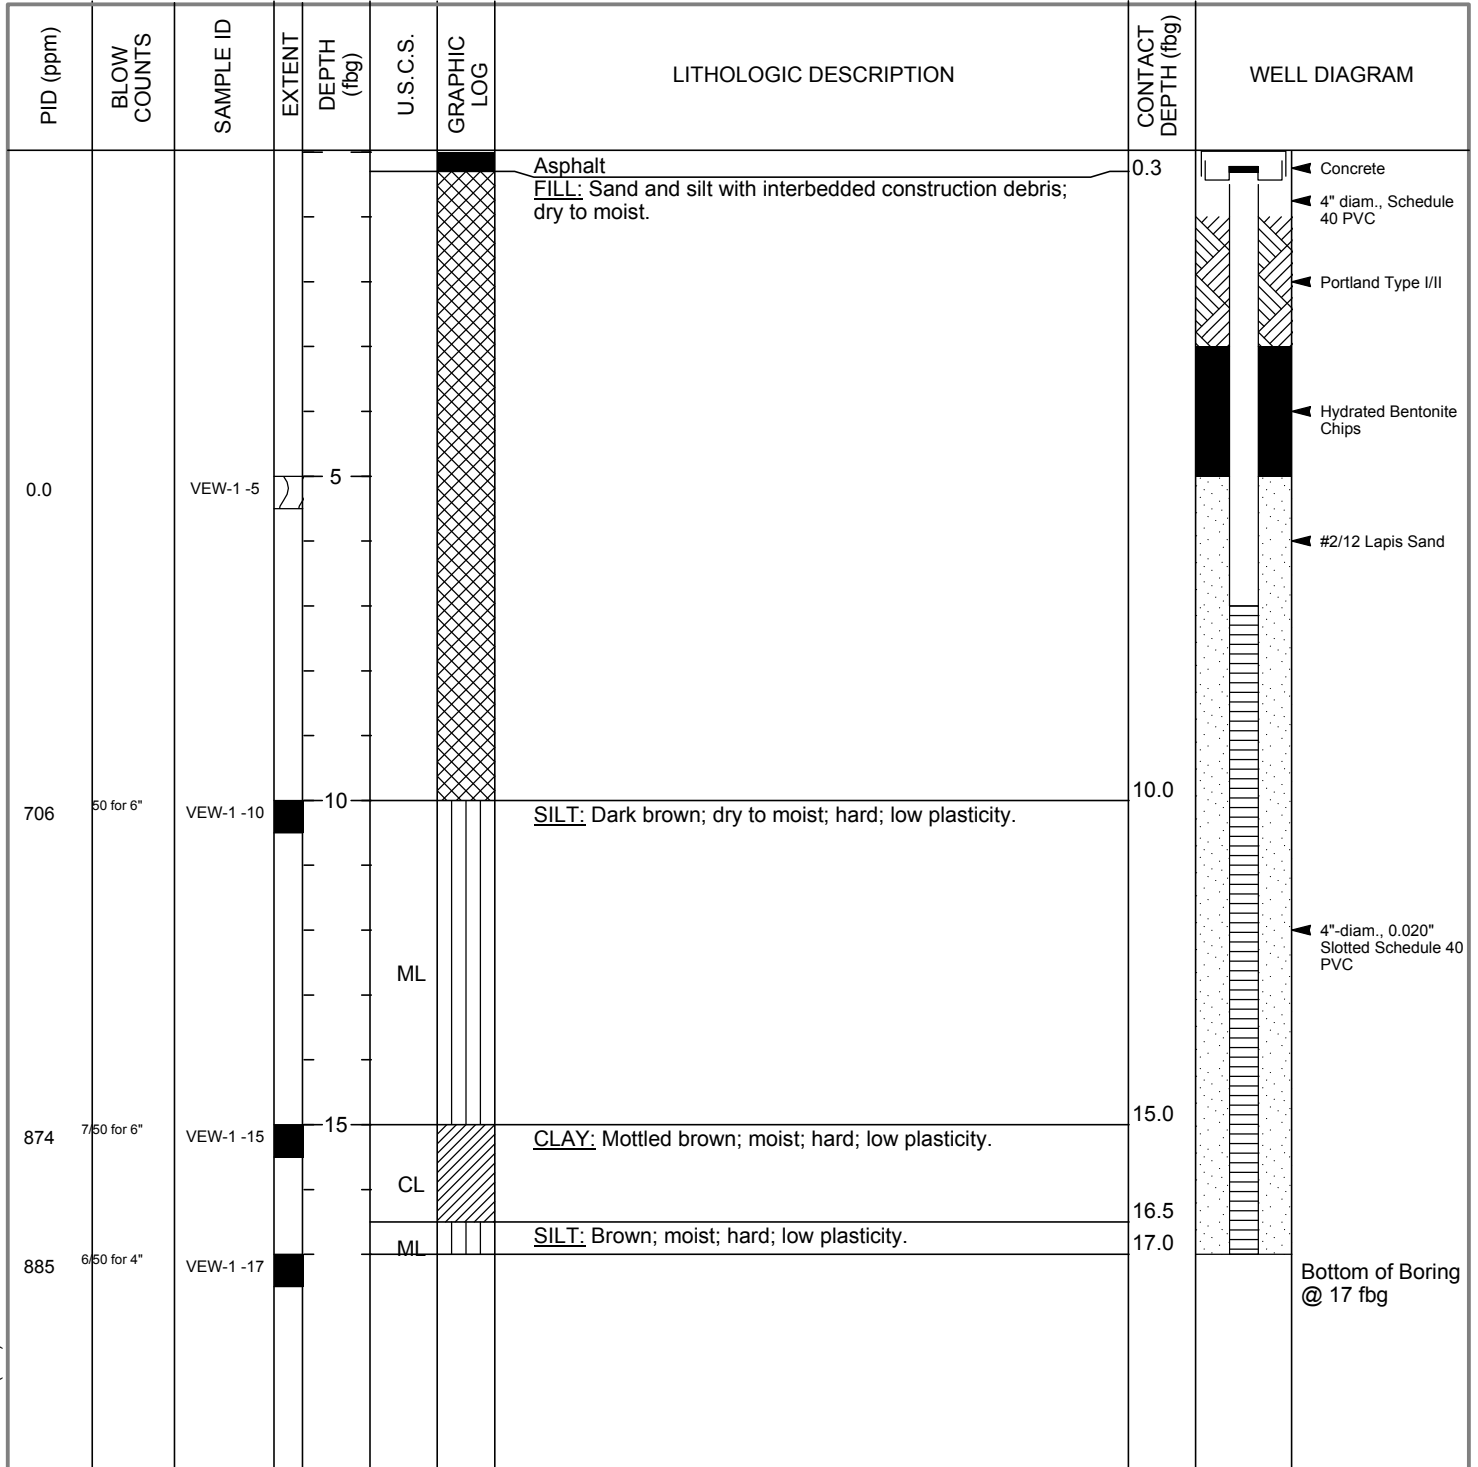 PID (ppm)
BLOW
COUNTS
SAMPLE ID
EXTENT
DEPTH
(fbg)
U.S.C.S.
GRAPHIC
LOG
LITHOLOGIC DESCRIPTION
CONTACT
DEPTH (fbg)
WELL DIAGRAM
Asphalt
0.3
FILL: Sand and silt with interbedded construction debris;
dry to moist.
Concrete
4" diam., Schedule
40 PVC
Portland Type I/II
Hydrated Bentonite
Chips
0.0
VEW-1 -5
5
#2/12 Lapis Sand
706
50 for 6"
VEW-1 -10
10
SILT: Dark brown; dry to moist; hard; low plasticity.
10.0
ML
4"-diam., 0.020"
Slotted Schedule 40
PVC
874
7/50 for 6"
VEW-1 -15
15
CLAY: Mottled brown; moist; hard; low plasticity.
15.0
CL
16.5
ML
SILT: Brown; moist; hard; low plasticity.
17.0
885
6/50 for 4"
VEW-1 -17
Bottom of Boring
@ 17 fbg